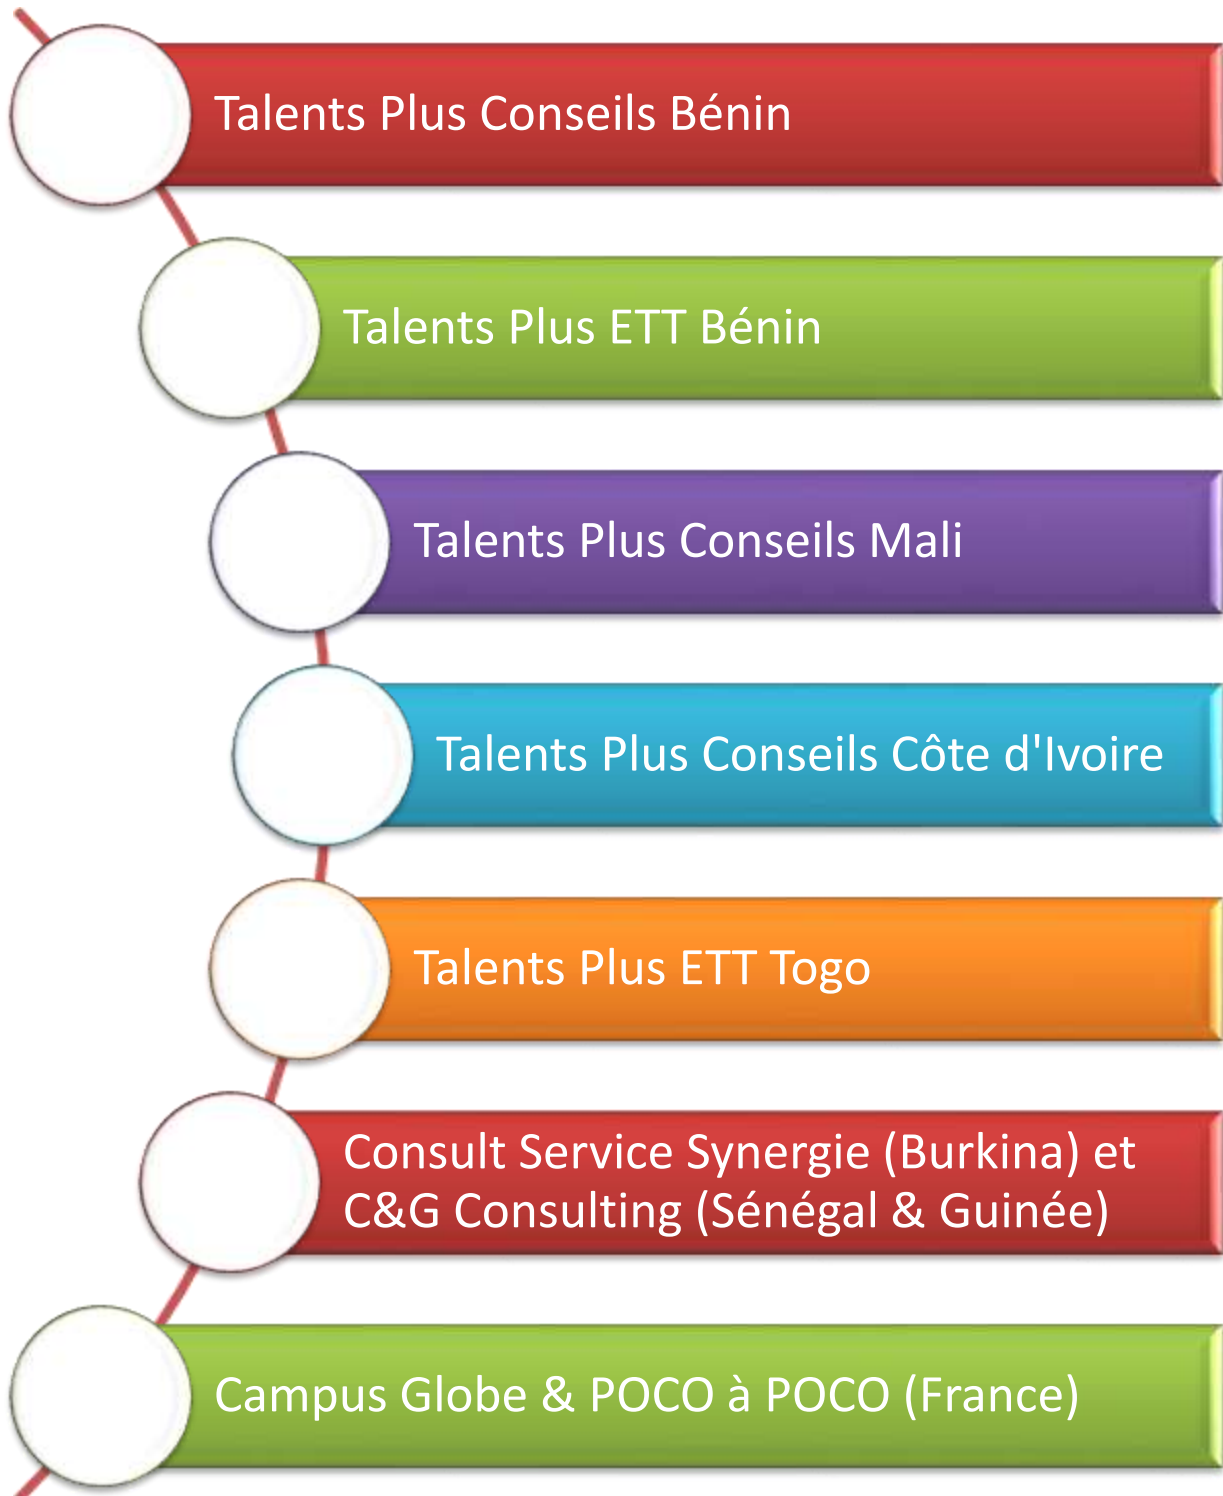 Talents Plus Conseils Bénin
Talents Plus ETT Bénin
Talents Plus Conseils Mali
Talents Plus Conseils Côte d'Ivoire
Talents Plus ETT Togo
Consult Service Synergie (Burkina) et
C&G Consulting (Sénégal & Guinée)
Campus Globe & POCO à POCO (France)